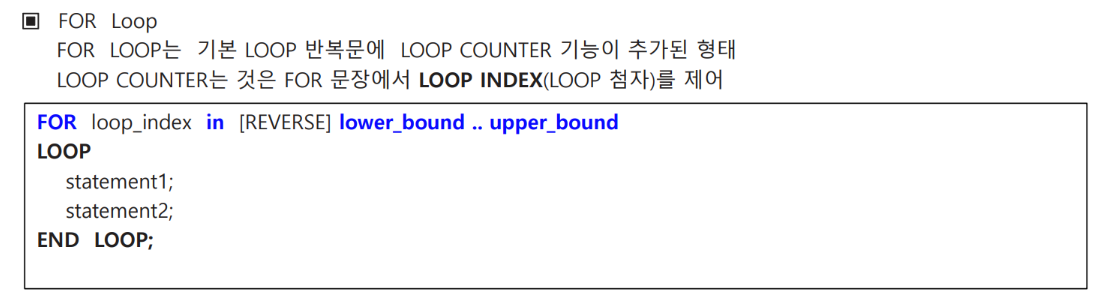 ▣ FOR Loop
FOR LOOP는 기본 LOOP 반복문에 LOOP COUNTER 기능이 추가된 형태
LOOP COUNTER는 것은 FOR 문장에서 LOOP INDEX(LOOP 첨자)를 제어
FOR loop_index in [REVERSE] lower_bound .. upper_bound
LOOP
statement1;
statement2;
END LOOP;